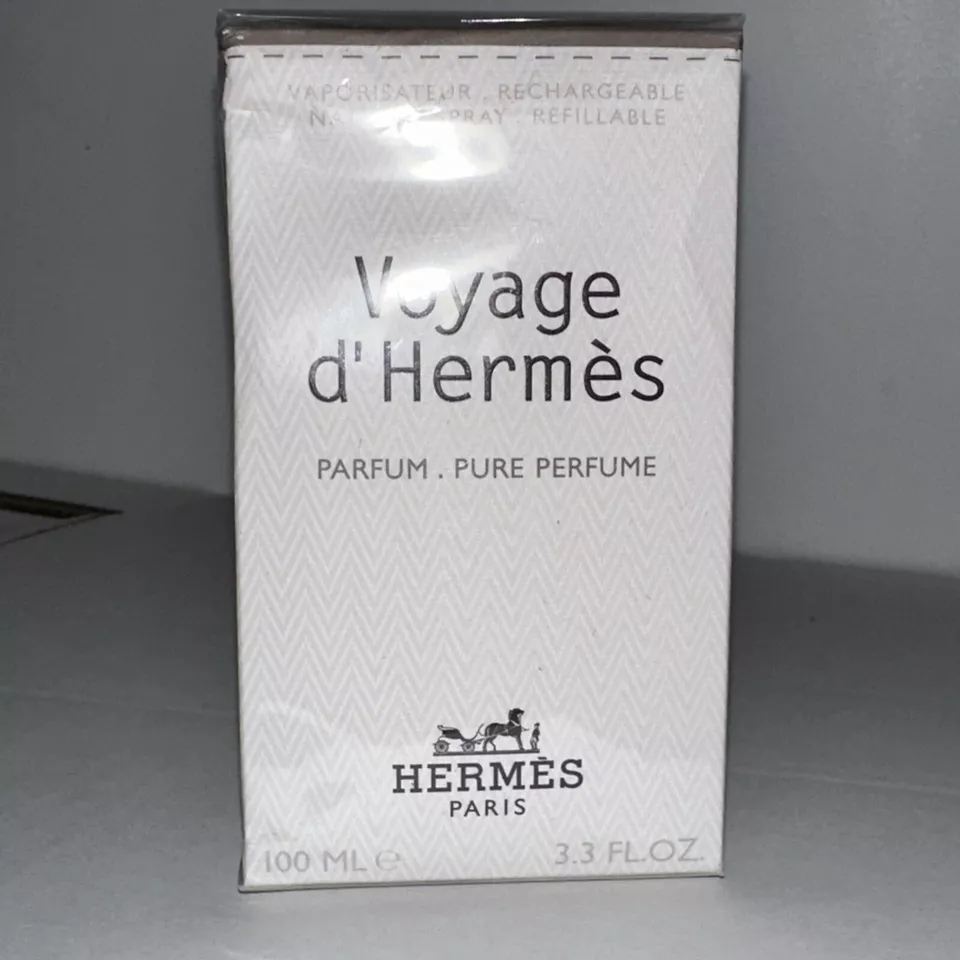 VAPORISATEUR . RECHARGEABLE
SPRAY . REFILLABLE
Voyage
d'Hermès
PARFUM . PURE PERFUME
HERMÈS
PARIS
100 ML e
3.3 FL.OZ.